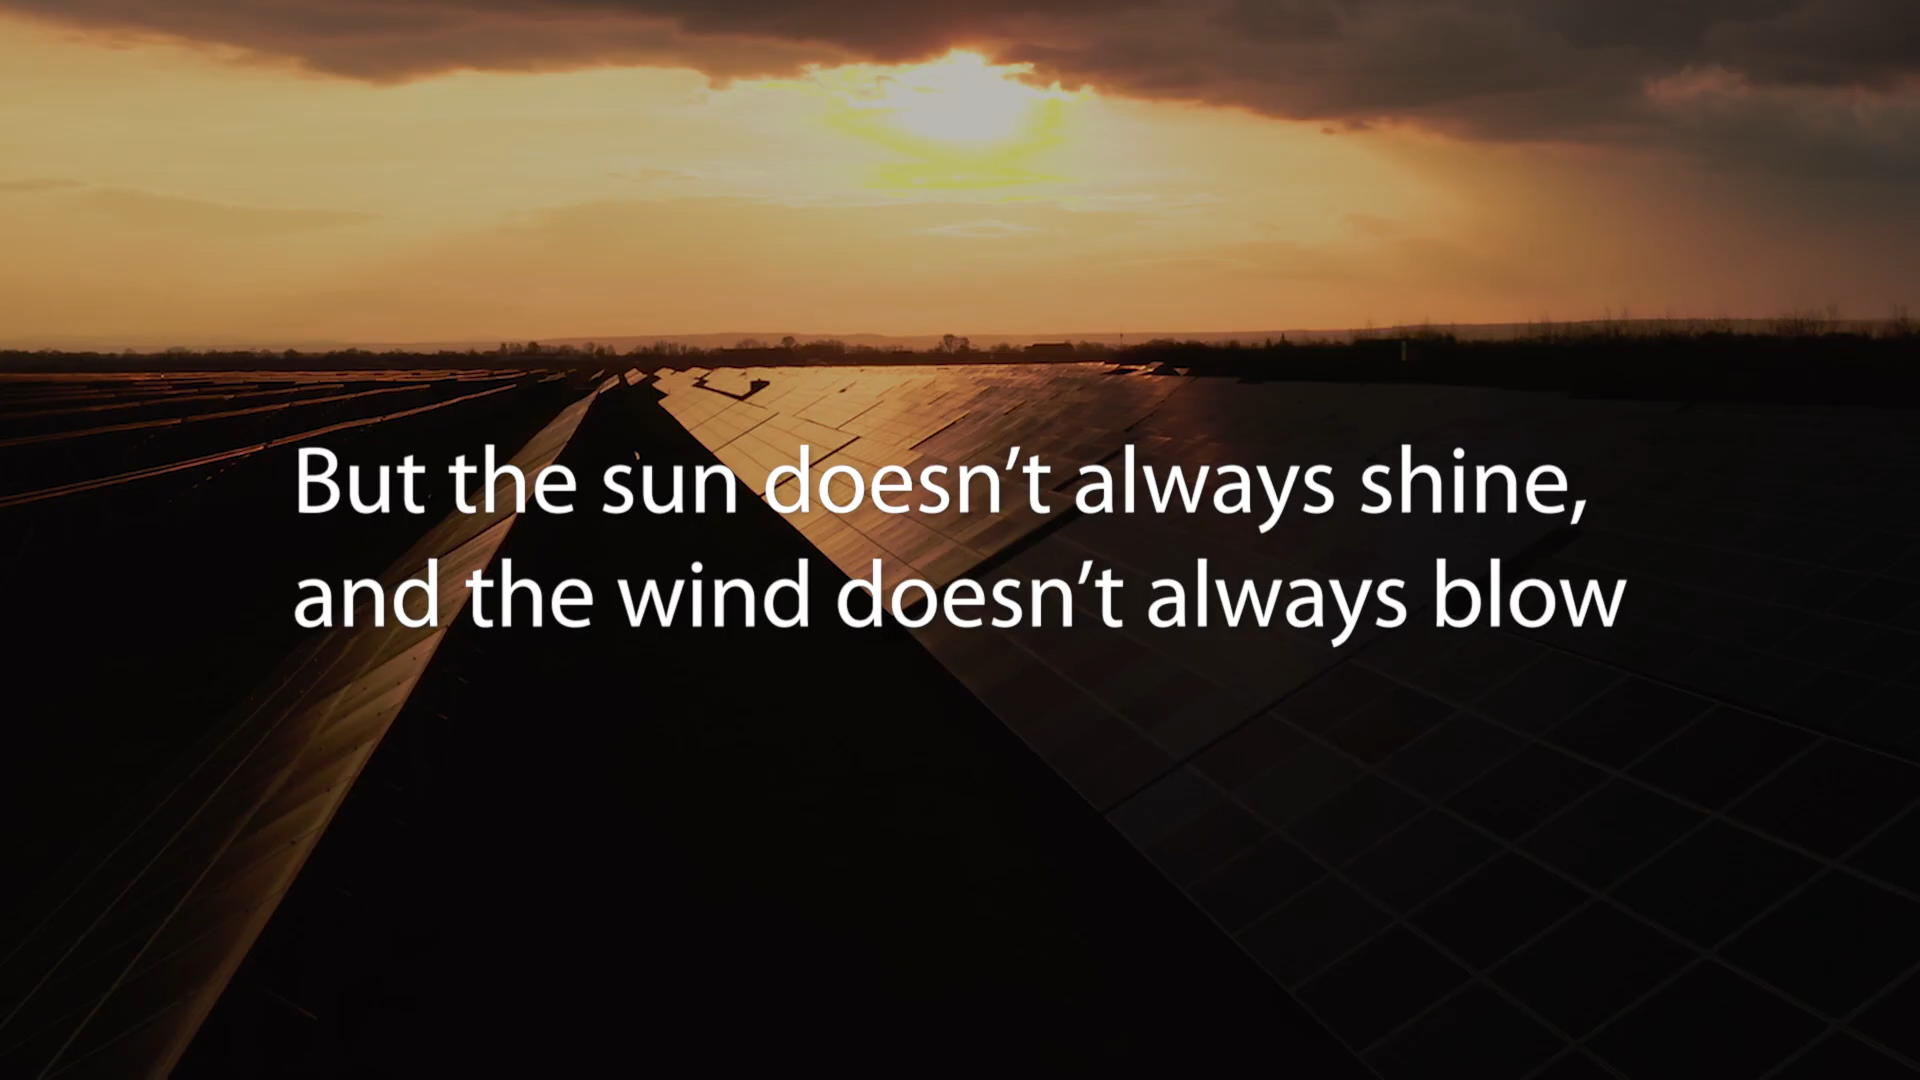 But the sun doesn’t always shine,
and the wind doesn’t always blow